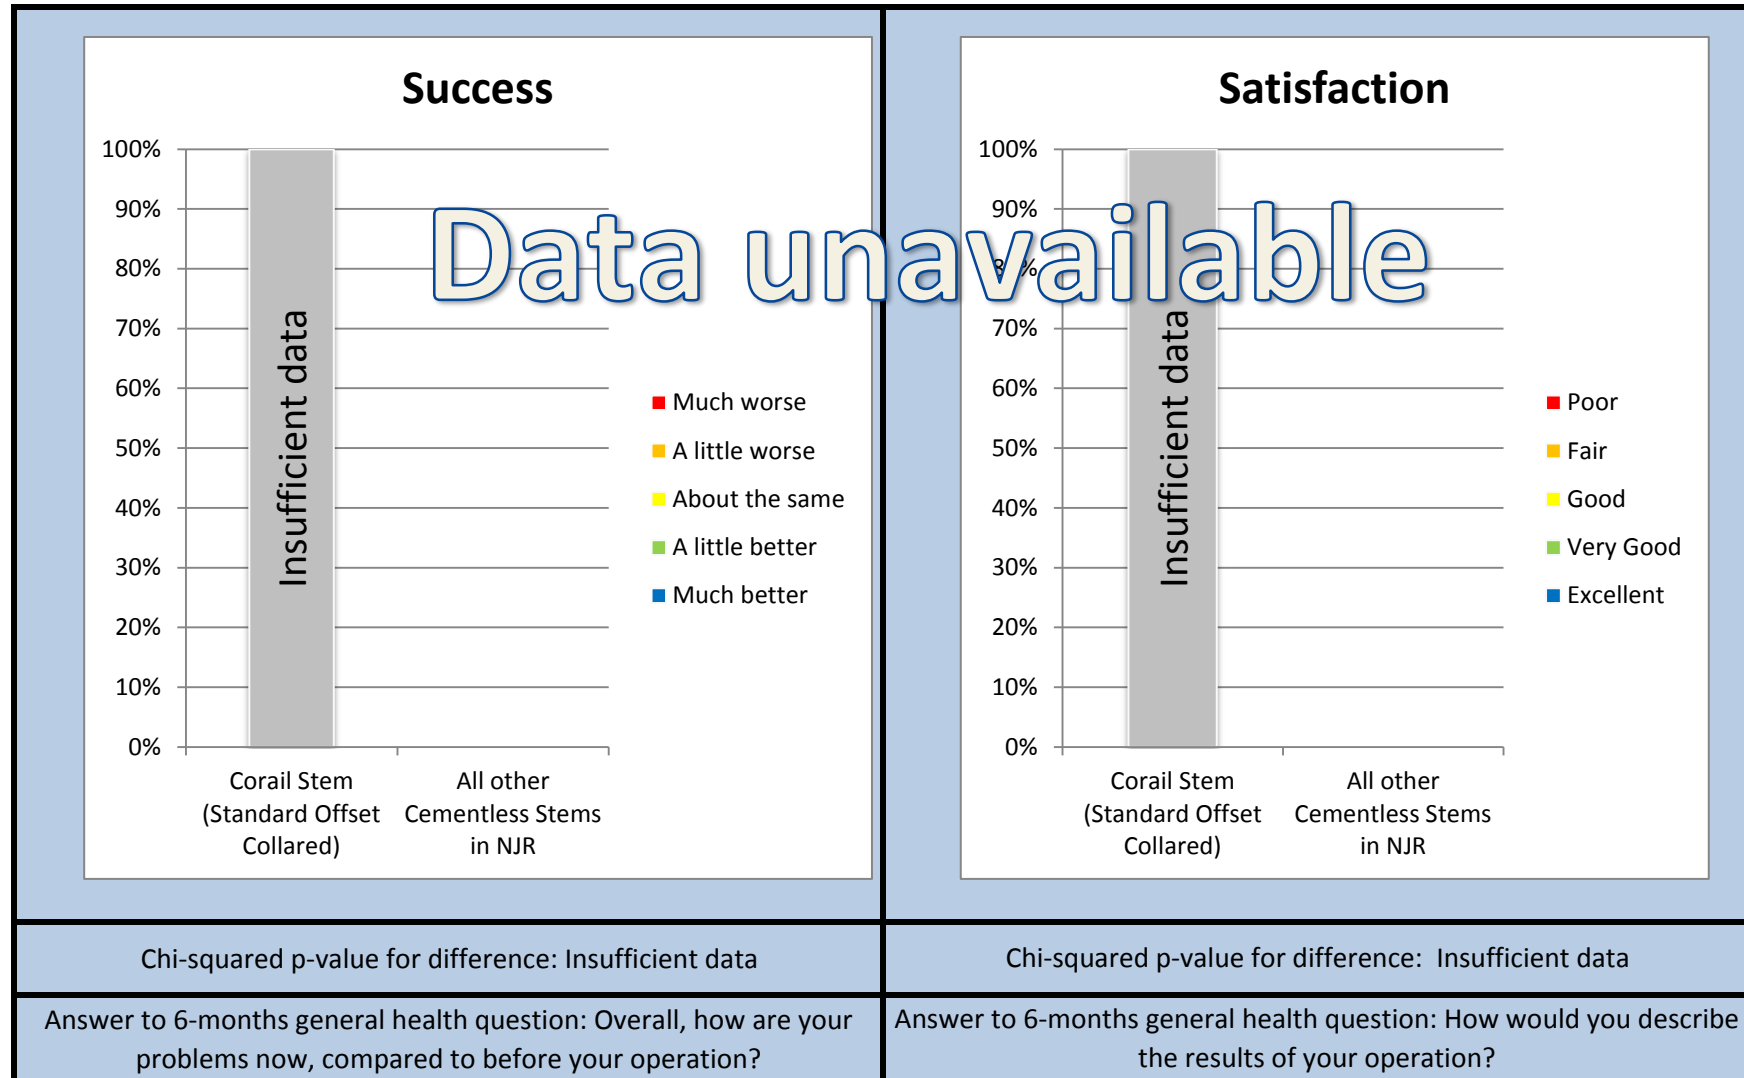 Success
100%
90%
80%
70%
60%
50%
40%
30%
20%
10%
0%
Insufficient data
Corail Stem
(Standard Offset
Collared)
All other
Cementless Stems
in NJR
Much worse
A little worse
About the same
A little better
Much better
Data unavailable
Satisfaction
100%
90%
80%
70%
60%
50%
40%
30%
20%
10%
0%
Insufficient data
Corail Stem
(Standard Offset
Collared)
All other
Cementless Stems
in NJR
Poor
Fair
Good
Very Good
Excellent
Chi-squared p-value for difference: Insufficient data
Chi-squared p-value for difference:  Insufficient data
Answer to 6-months general health question: Overall, how are your
problems now, compared to before your operation?
Answer to 6-months general health question: How would you describe
the results of your operation?